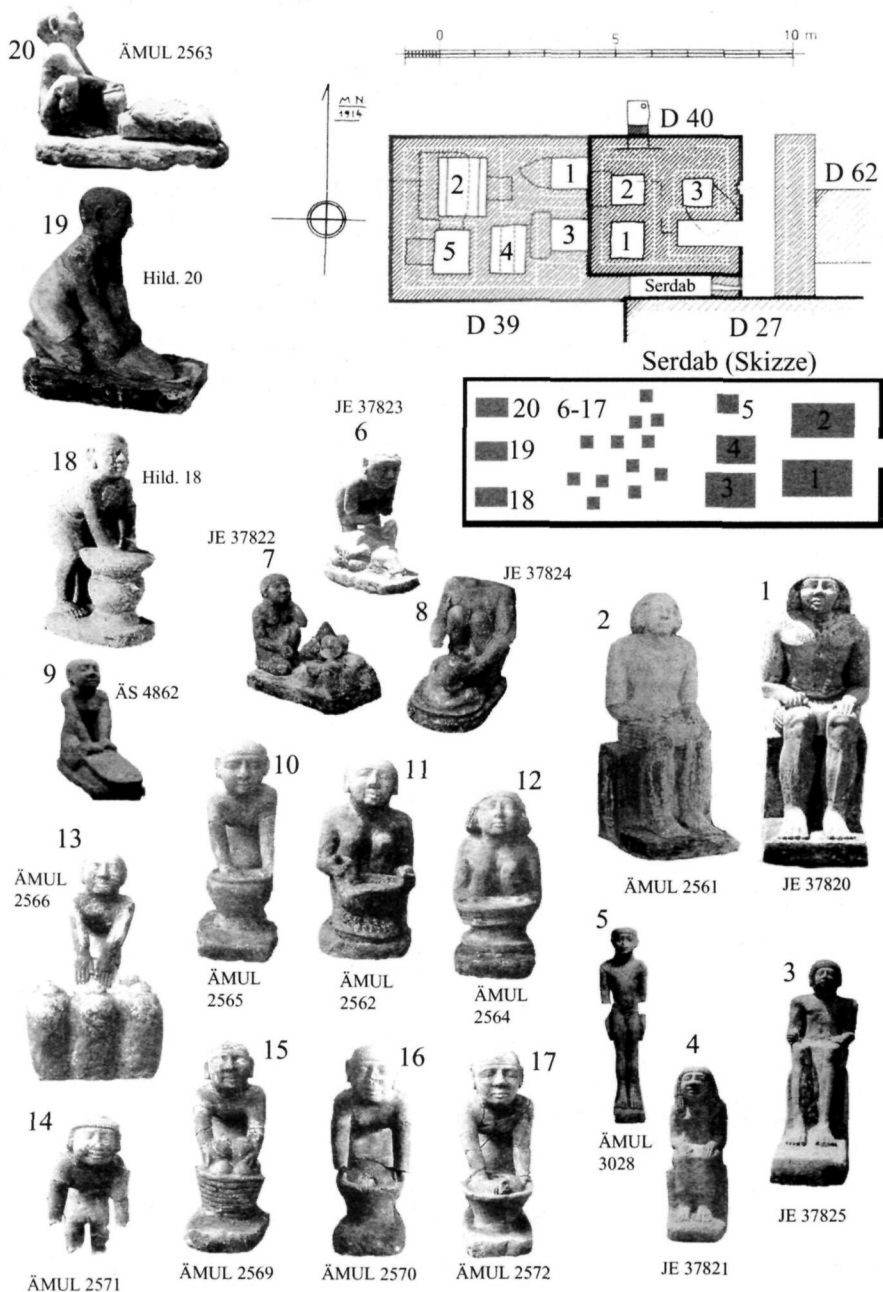 20
ÄMUL 2563
0
5
10 m
M N
1914
D 40
2
1
2
3
D 62
5
4
3
1
Serdab
D 39
D 27
19
Hild. 20
Serdab (Skizze)
20
6-17
5
2
19
4
18
3
1
18
Hild. 18
JE 37823
6
JE 37822
7
JE 37824
8
9
ÄS 4862
1
2
10
11
12
13
ÄMUL
2566
ÄMUL 2561
JE 37820
ÄMUL
2565
ÄMUL
2562
ÄMUL
2564
5
3
4
14
15
16
17
ÄMUL
3028
JE 37825
ÄMUL 2571
ÄMUL 2569
ÄMUL 2570
ÄMUL 2572
JE 37821